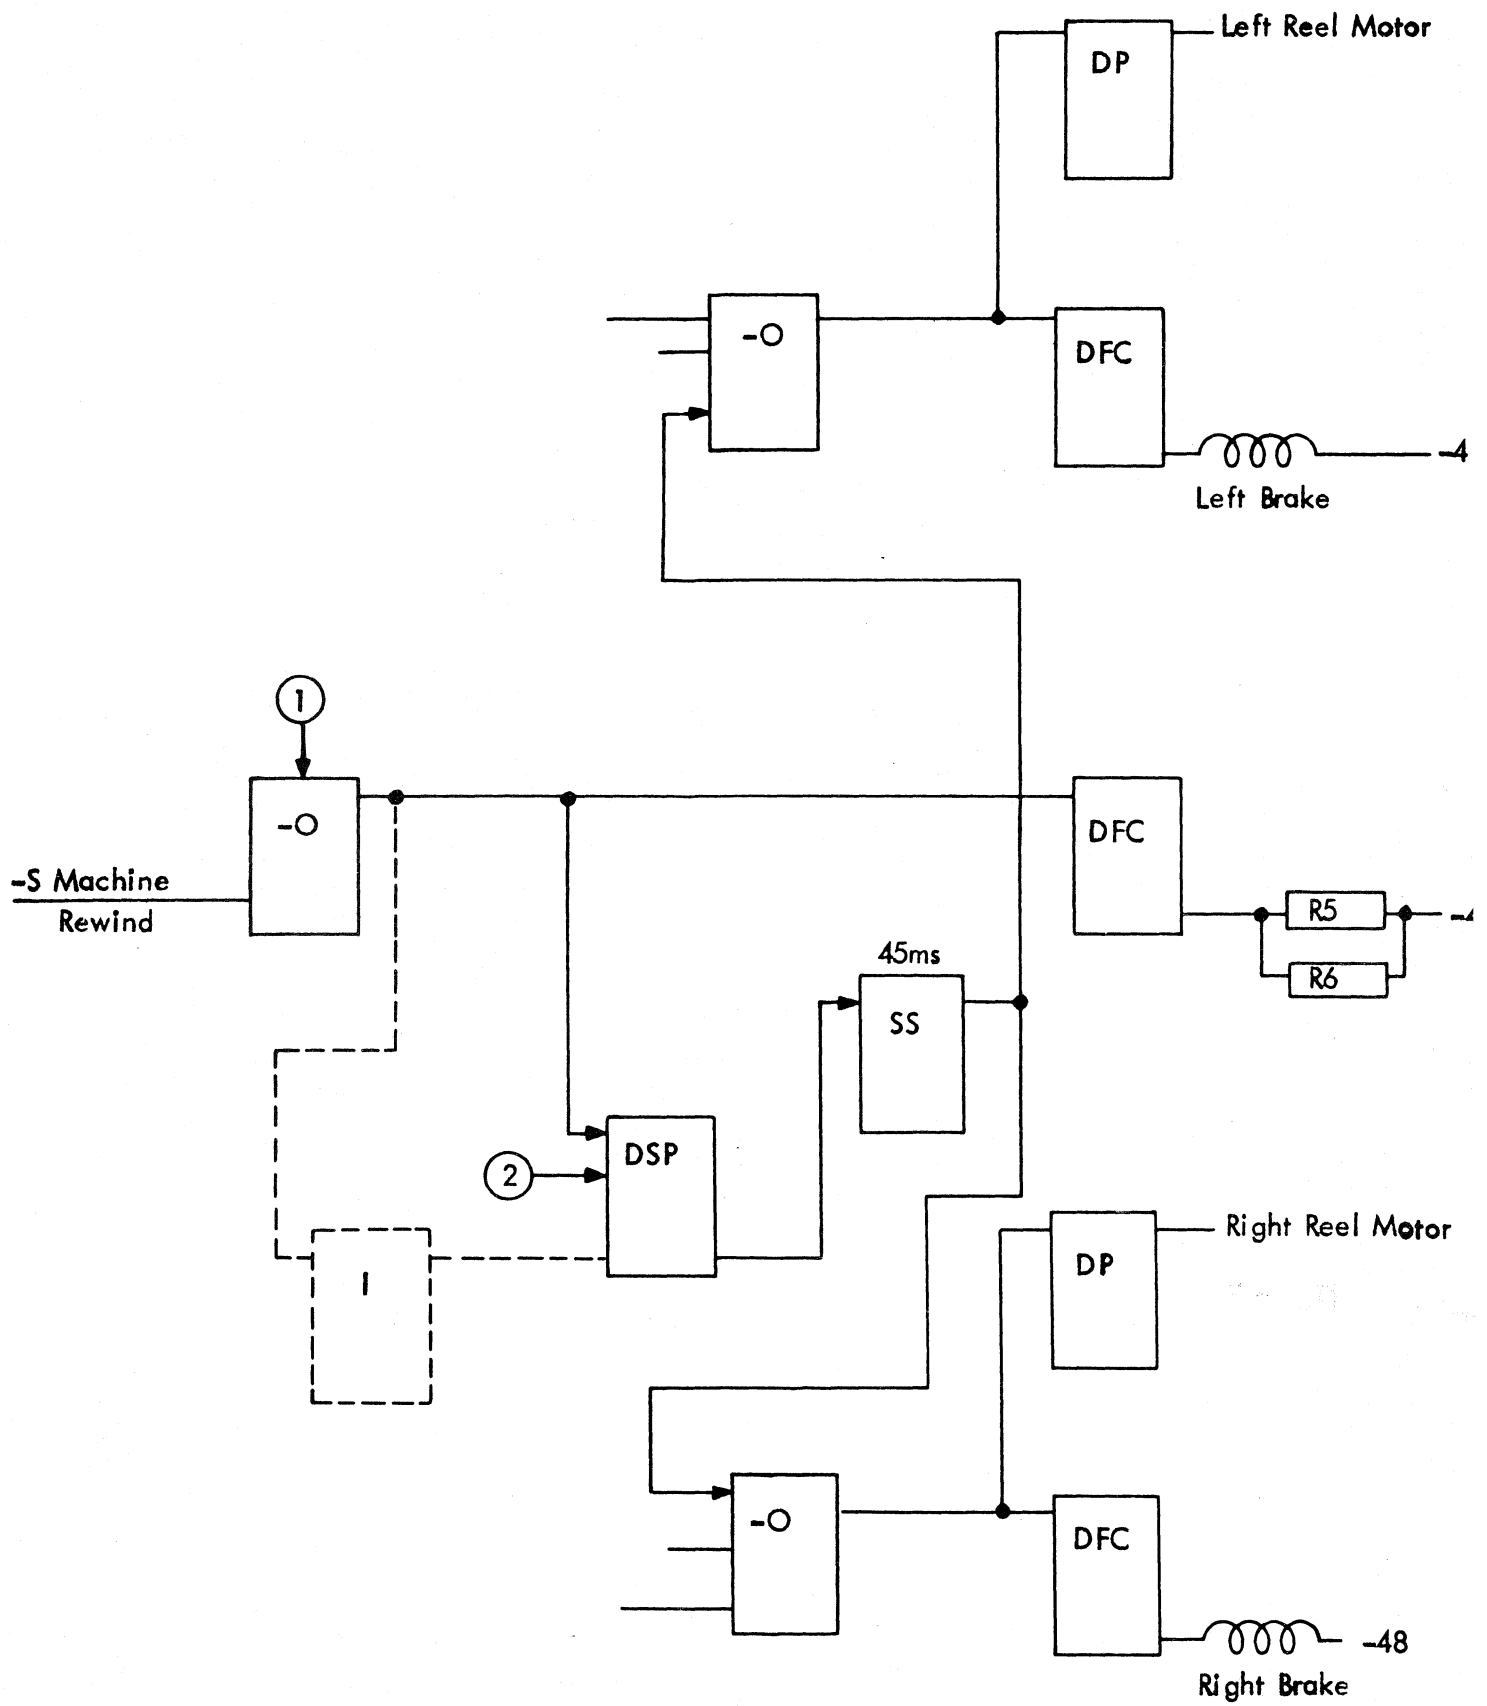 Left Reel Motor
DP
-O
DFC
-4
Left Brake
1
-O
DFC
-S Machine
Rewind
R5
R6
45ms
SS
DSP
2
Right Reel Motor
DP
I
-O
DFC
-48
Right Brake